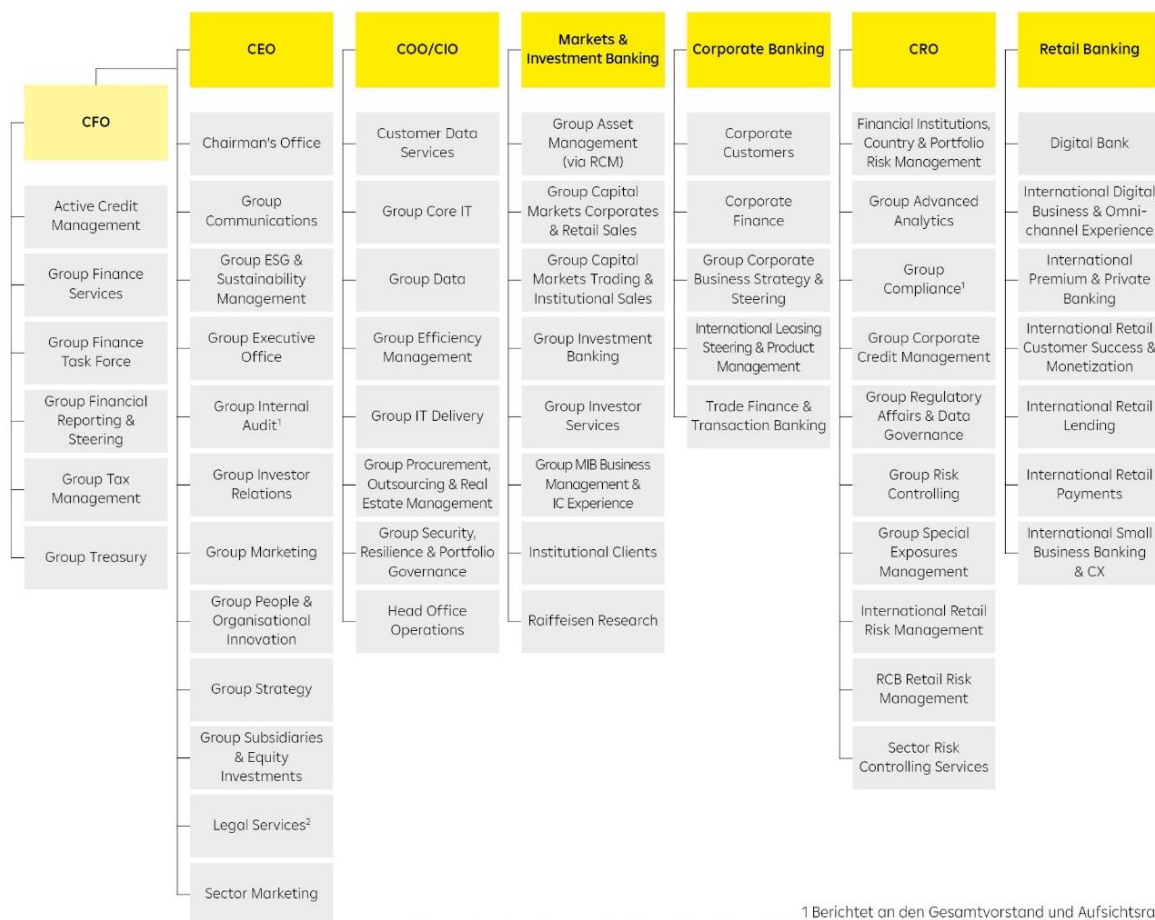 CEO
COO/CIO
Markets &
Investment Banking
Corporate Banking
CRO
Retail Banking
CFO
Active Credit
Management
Group Finance
Services
Group Finance
Task Force
Group Financial
Reporting &
Steering
Group Tax
Management
Group Treasury
Chairman's Office
Group
Communications
Group ESG &
Sustainability
Management
Group Executive
Office
Group Internal
Audit¹
Group Investor
Relations
Group Marketing
Group People &
Organisational
Innovation
Group Strategy
Group Subsidiaries
& Equity
Investments
Legal Services²
Sector Marketing
Customer Data
Services
Group Core IT
Group Data
Group Efficiency
Management
Group IT Delivery
Group Procurement,
Outsourcing & Real
Estate Management
Group Security,
Resilience & Portfolio
Governance
Head Office
Operations
Group Asset
Management
(via RCM)
Group Capital
Markets Corporates
& Retail Sales
Group Capital
Markets Trading &
Institutional Sales
Group Investment
Banking
Group Investor
Services
Group MIB Business
Management &
IC Experience
Institutional Clients
Raiffeisen Research
Corporate
Customers
Corporate
Finance
Group Corporate
Business Strategy &
Steering
International Leasing
Steering & Product
Management
Trade Finance &
Transaction Banking
Financial Institutions,
Country & Portfolio
Risk Management
Group Advanced
Analytics
Group
Compliance¹
Group Corporate
Credit Management
Group Regulatory
Affairs & Data
Governance
Group Risk
Controlling
Group Special
Exposures
Management
International Retail
Risk Management
RCB Retail Risk
Management
Sector Risk
Controlling Services
Digital Bank
International Digital
Business & Omni-
channel Experience
International
Premium & Private
Banking
International Retail
Customer Success &
Monetization
International Retail
Lending
International Retail
Payments
International Small
Business Banking
& CX
1 Berichtet an den Gesamtvorstand und Aufsichtsra